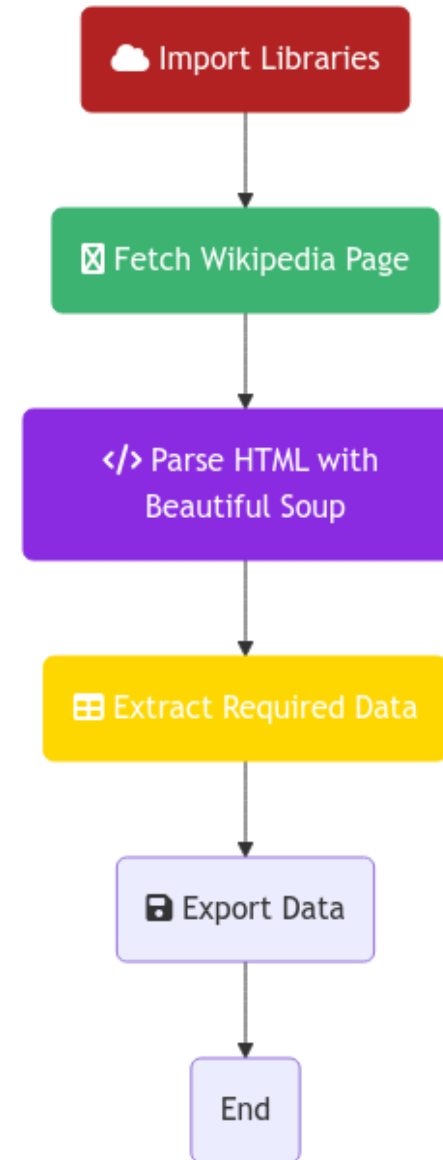 Import Libraries
Fetch Wikipedia Page
</> Parse HTML with
Beautiful Soup
Extract Required Data
Export Data
End